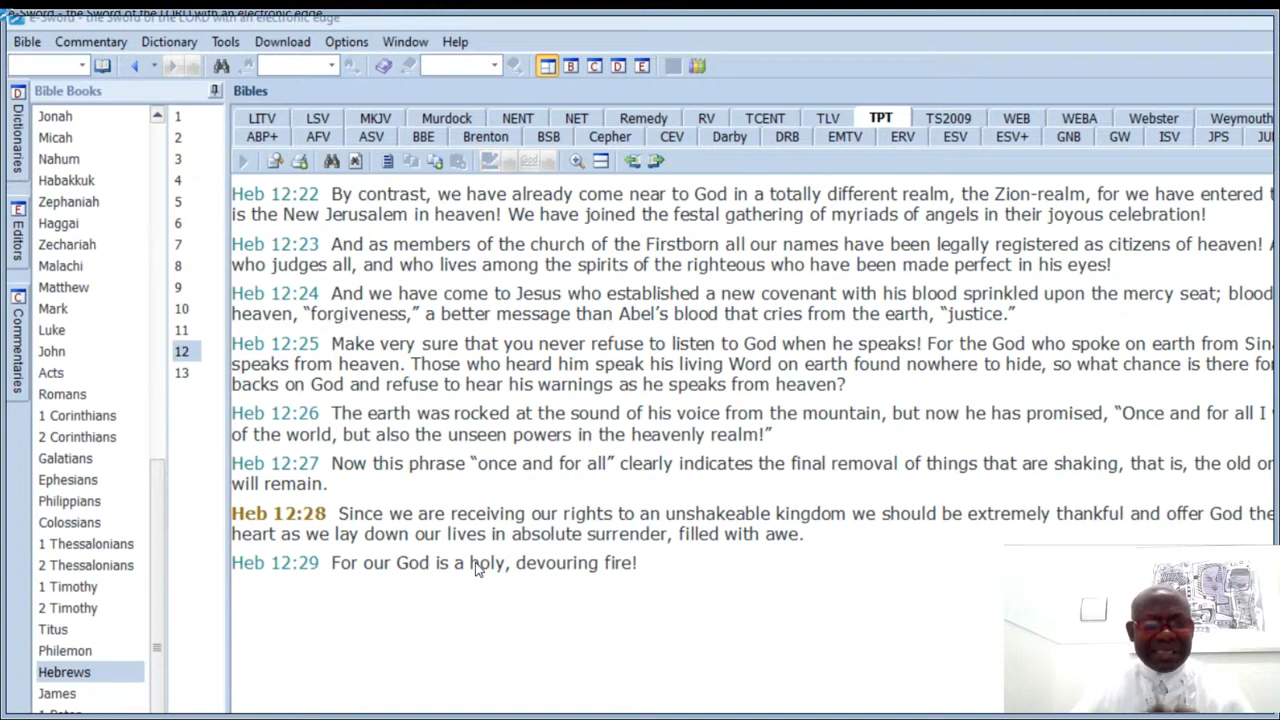 e-Sword - the Sword of the LORD with an electronic edge
Bible Commentary Dictionary Tools Download Options Window Help
B C D E
Bible Books
Bibles
D Dictionaries
E Editors
C Commentaries
Jonah
Micah
Nahum
Habakkuk
Zephaniah
Haggai
Zechariah
Malachi
Matthew
Mark
Luke
John
Acts
Romans
1 Corinthians
2 Corinthians
Galatians
Ephesians
Philippians
Colossians
1 Thessalonians
2 Thessalonians
1 Timothy
2 Timothy
Titus
Philemon
Hebrews
James
1
2
3
4
5
6
7
8
9
10
11
12
13
LITV LSV MKJV Murdock NENT NET Remedy RV TCENT TLV TPT TS2009 WEB WEBA Webster Weymouth
ABP+ AFV ASV BBE Brenton BSB Cepher CEV Darby DRB EMTV ERV ESV ESV+ GNB GW ISV JPS
Heb 12:22 By contrast, we have already come near to God in a totally different realm, the Zion-realm, for we have entered
is the New Jerusalem in heaven! We have joined the festal gathering of myriads of angels in their joyous celebration!
Heb 12:23 And as members of the church of the Firstborn all our names have been legally registered as citizens of heaven!
who judges all, and who lives among the spirits of the righteous who have been made perfect in his eyes!
Heb 12:24 And we have come to Jesus who established a new covenant with his blood sprinkled upon the mercy seat; blood
heaven, “forgiveness,” a better message than Abel’s blood that cries from the earth, “justice.”
Heb 12:25 Make very sure that you never refuse to listen to God when he speaks! For the God who spoke on earth from
speaks from heaven. Those who heard him speak his living Word on earth found nowhere to hide, so what chance is there
backs on God and refuse to hear his warnings as he speaks from heaven?
Heb 12:26 The earth was rocked at the sound of his voice from the mountain, but now he has promised, “Once and for all I
of the world, but also the unseen powers in the heavenly realm!”
Heb 12:27 Now this phrase “once and for all” clearly indicates the final removal of things that are shaking, that is, the old
will remain.
Heb 12:28 Since we are receiving our rights to an unshakeable kingdom we should be extremely thankful and offer God
heart as we lay down our lives in absolute surrender, filled with awe.
Heb 12:29 For our God is a holy, devouring fire!